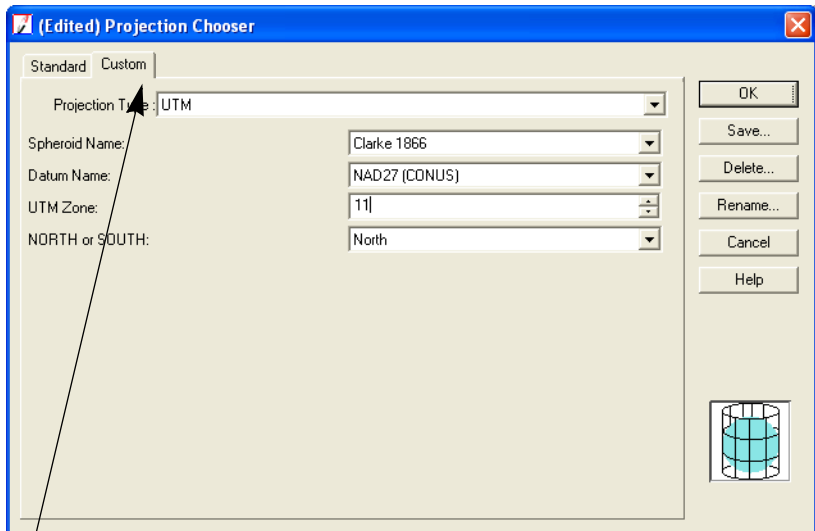 (Edited) Projection Chooser
Standard Custom
Projection Type : UTM
Spheroid Name: Clarke 1866
Datum Name: NAD27 (CONUS)
UTM Zone: 11
NORTH or SOUTH: North
OK
Save...
Delete...
Rename...
Cancel
Help